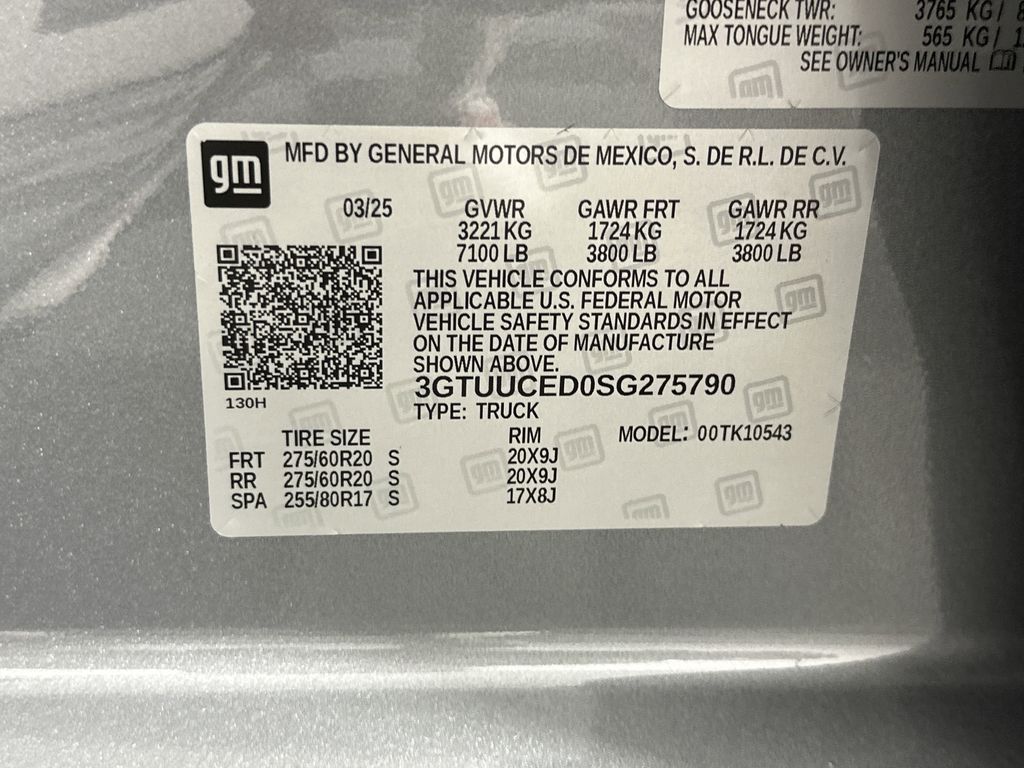 GOOSENECK TWR: 3765 KG /
MAX TONGUE WEIGHT: 565 KG /
SEE OWNER'S MANUAL
gm
MFD BY GENERAL MOTORS DE MEXICO, S. DE R.L. DE C.V.
03/25 GVWR GAWR FRT GAWR RR
3221 KG 1724 KG 1724 KG
7100 LB 3800 LB 3800 LB
THIS VEHICLE CONFORMS TO ALL
APPLICABLE U.S. FEDERAL MOTOR
VEHICLE SAFETY STANDARDS IN EFFECT
ON THE DATE OF MANUFACTURE
SHOWN ABOVE.
3GTUUCED0SG275790
130H
TYPE: TRUCK
TIRE SIZE RIM MODEL: 00TK10543
FRT 275/60R20 S 20X9J
RR 275/60R20 S 20X9J
SPA 255/80R17 S 17X8J